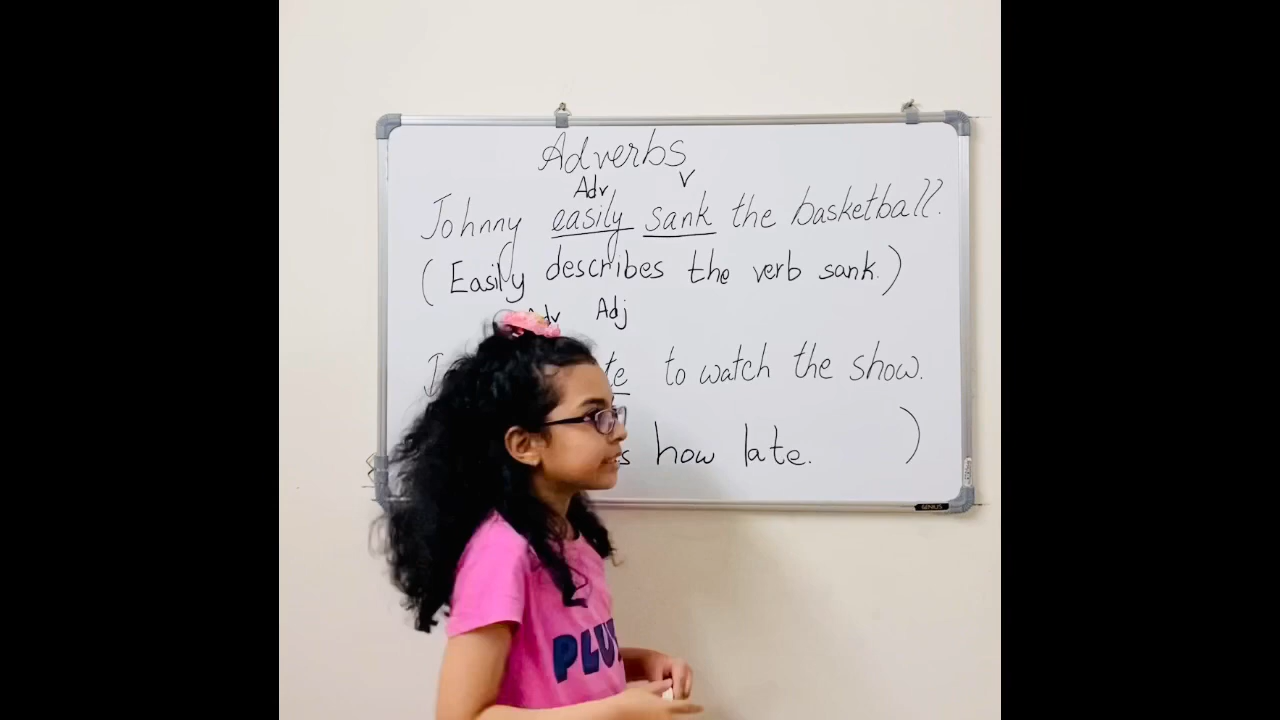 Adverbs
Adv V
Johnny easily sank the basketball.
(Easily describes the verb sank.)
Adj
to watch the show.
how late. )
GENIUS